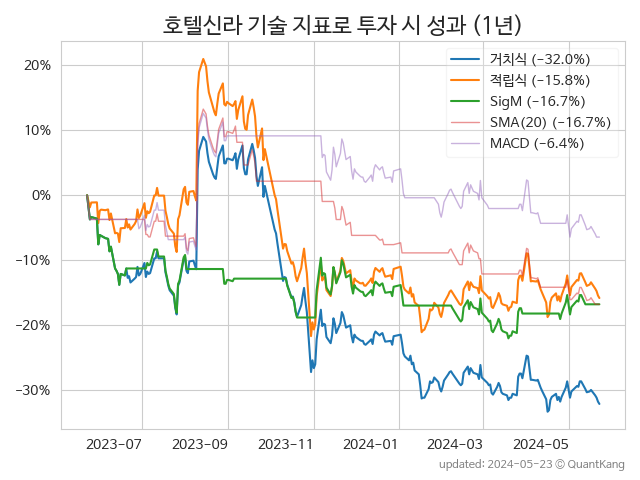 호텔신라 기술 지표로 투자 시 성과 (1년)
거치식 (−32.0%)
적립식 (−15.8%)
SigM (−16.7%)
SMA(20) (−16.7%)
MACD (−6.4%)
20%
10%
0%
−10%
−20%
−30%
2023-07 2023-09 2023-11 2024-01 2024-03 2024-05
updated: 2024-05-23 ⓒ QuantKang